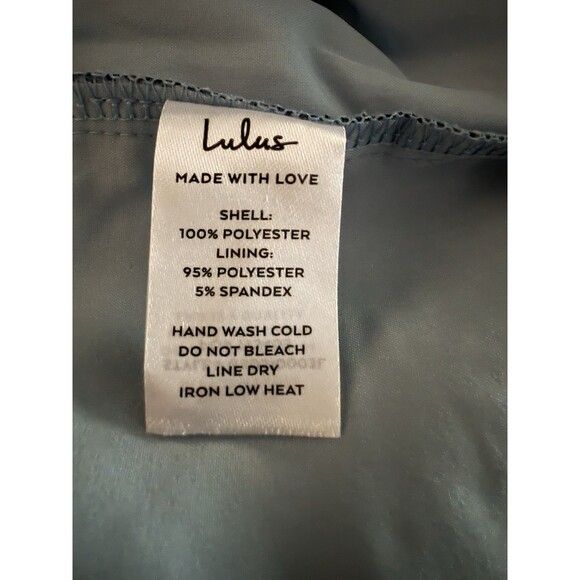 Lulus
MADE WITH LOVE
SHELL:
100% POLYESTER
LINING:
95% POLYESTER
5% SPANDEX
HAND WASH COLD
DO NOT BLEACH
LINE DRY
IRON LOW HEAT